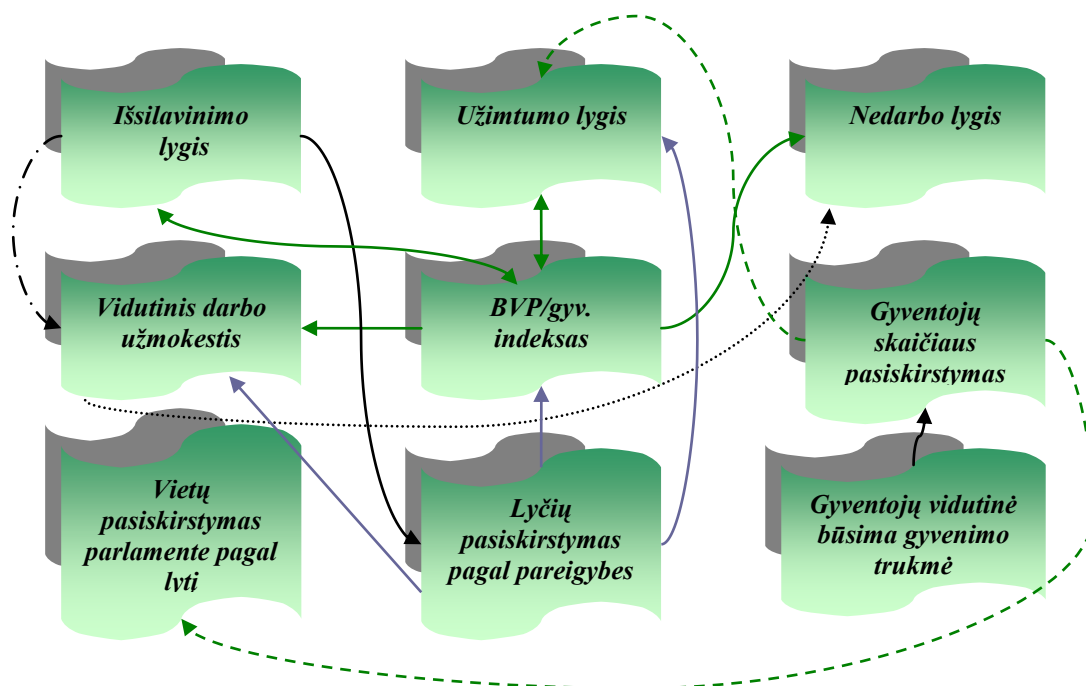 Išsilavinimo
lygis
Užimtumo lygis
Nedarbo lygis
Vidutinis darbo
užmokestis
BVP/gyv.
indeksas
Gyventojų
skaičiaus
pasiskirstymas
Vietų
pasiskirstymas
parlamente pagal
lytį
Lyčių
pasiskirstymas
pagal pareigybes
Gyventojų vidutinė
būsima gyvenimo
trukmė